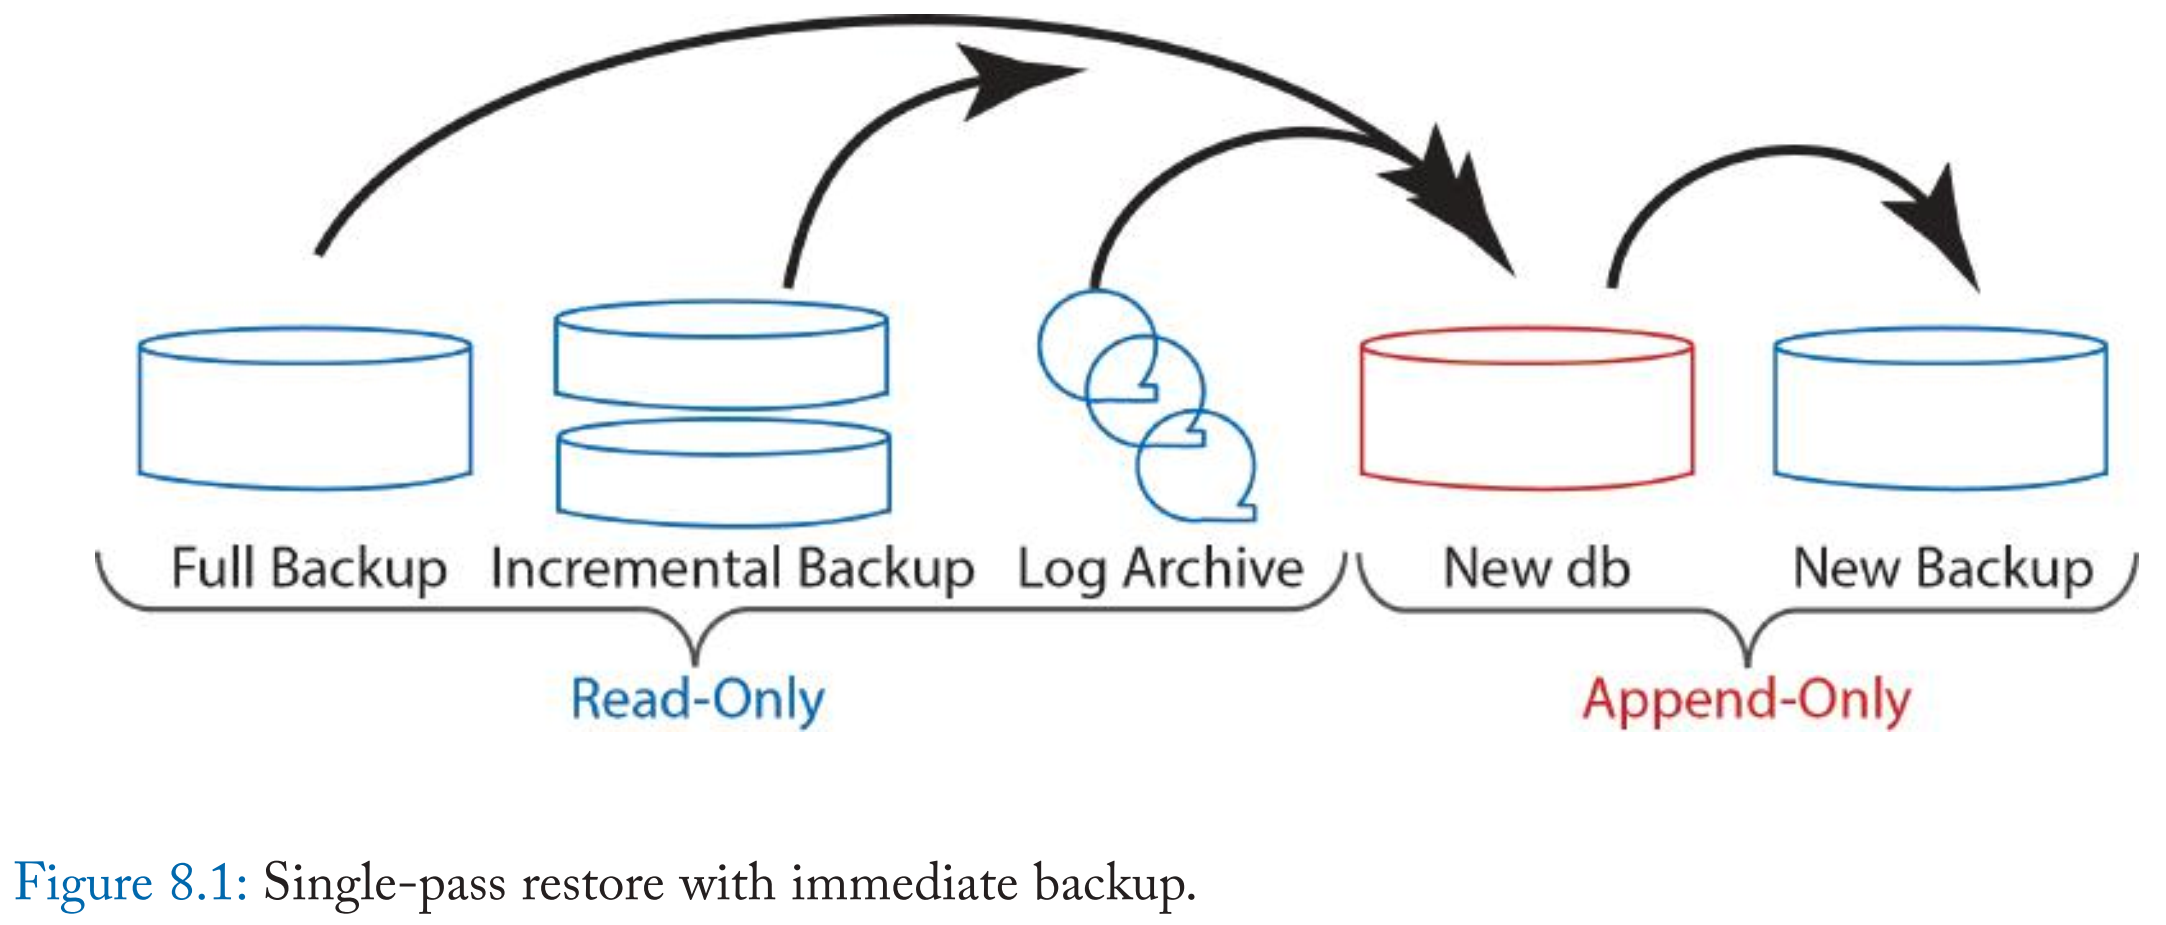 Full Backup Incremental Backup Log Archive New db New Backup
Read-Only Append-Only
Figure 8.1: Single-pass restore with immediate backup.